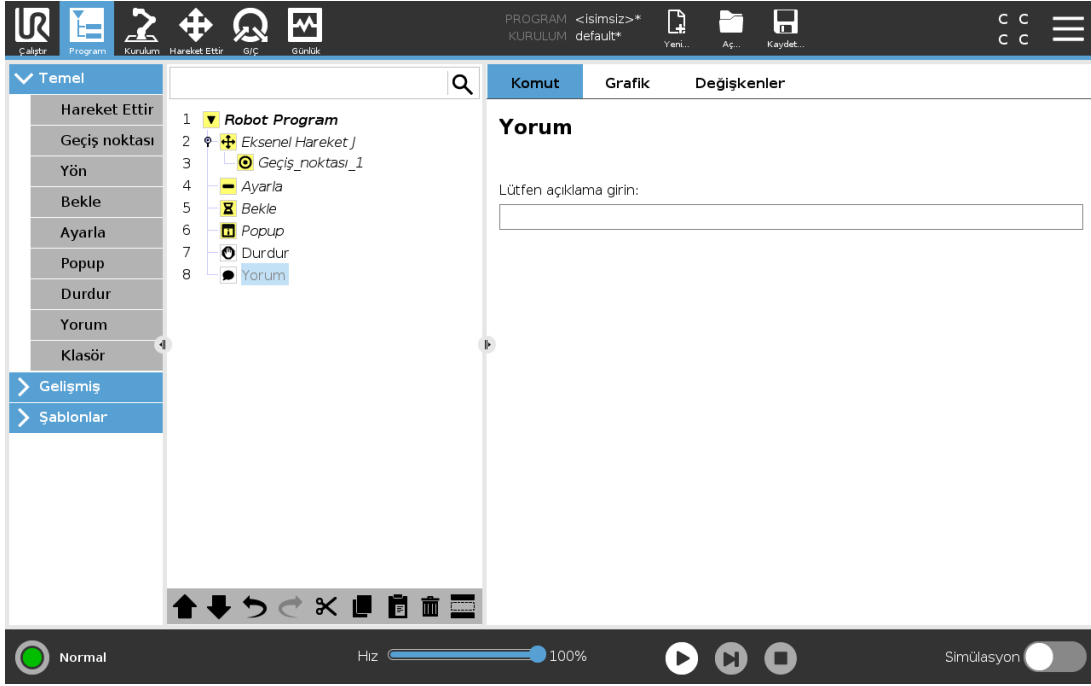 PROGRAM <isimsiz>*
KURULUM default*
UR
Çalıştır Program Kurulum Hareket Ettir G/Ç Günlük
Yeni... Aç... Kaydet...
C C
C C
Temel
Hareket Ettir
Geçiş noktası
Yön
Bekle
Ayarla
Popup
Durdur
Yorum
Klasör
Gelişmiş
Şablonlar
1 Robot Program
2 Eksenel Hareket J
3 Geçiş_noktası_1
4 Ayarla
5 Bekle
6 Popup
7 Durdur
8 Yorum
Komut Grafik Değişkenler
Yorum
Lütfen açıklama girin:
Normal
Hız 100%
Simülasyon